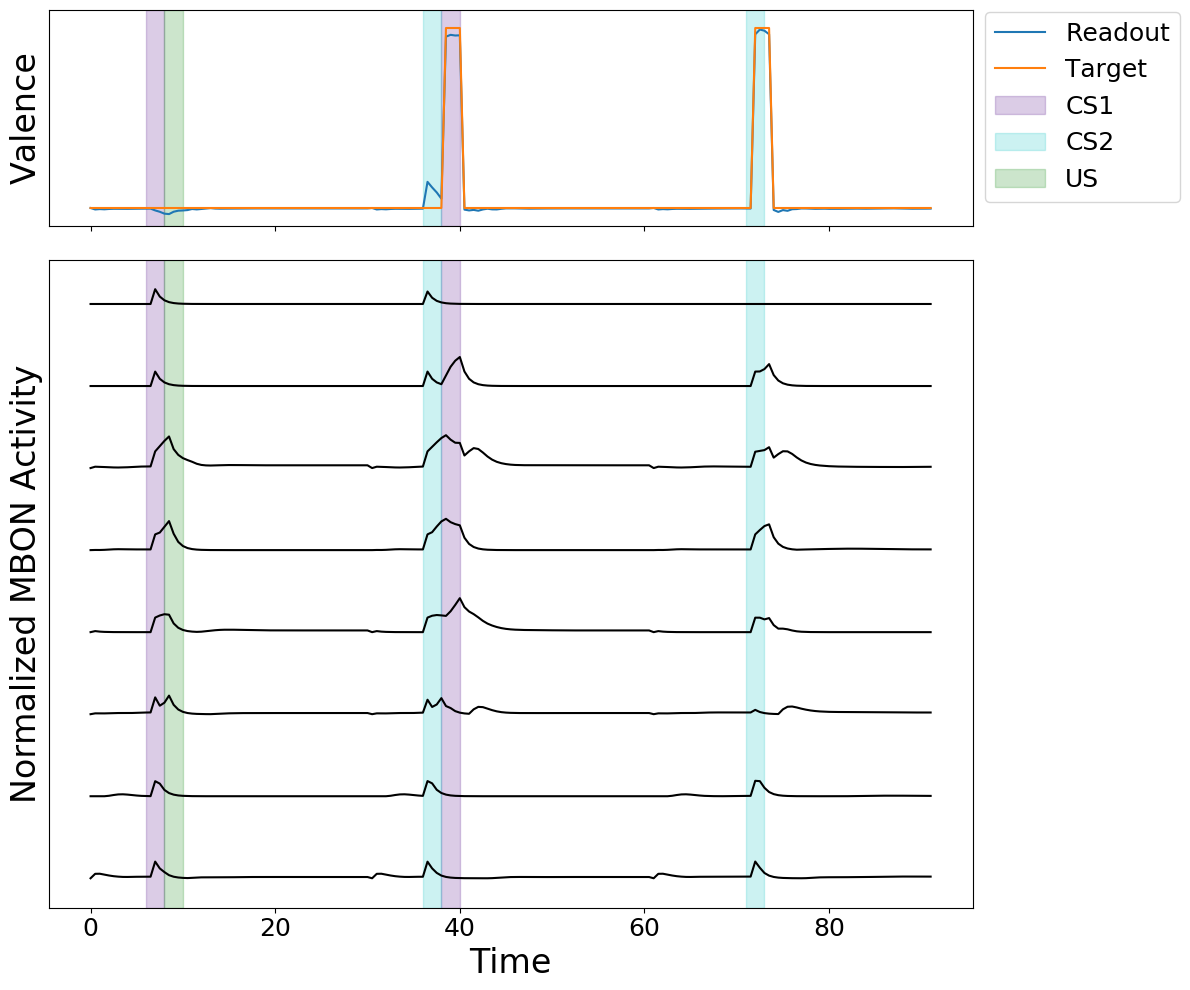 Valence
Readout
Target
CS1
CS2
US
Normalized MBON Activity
0 20 40 60 80
Time